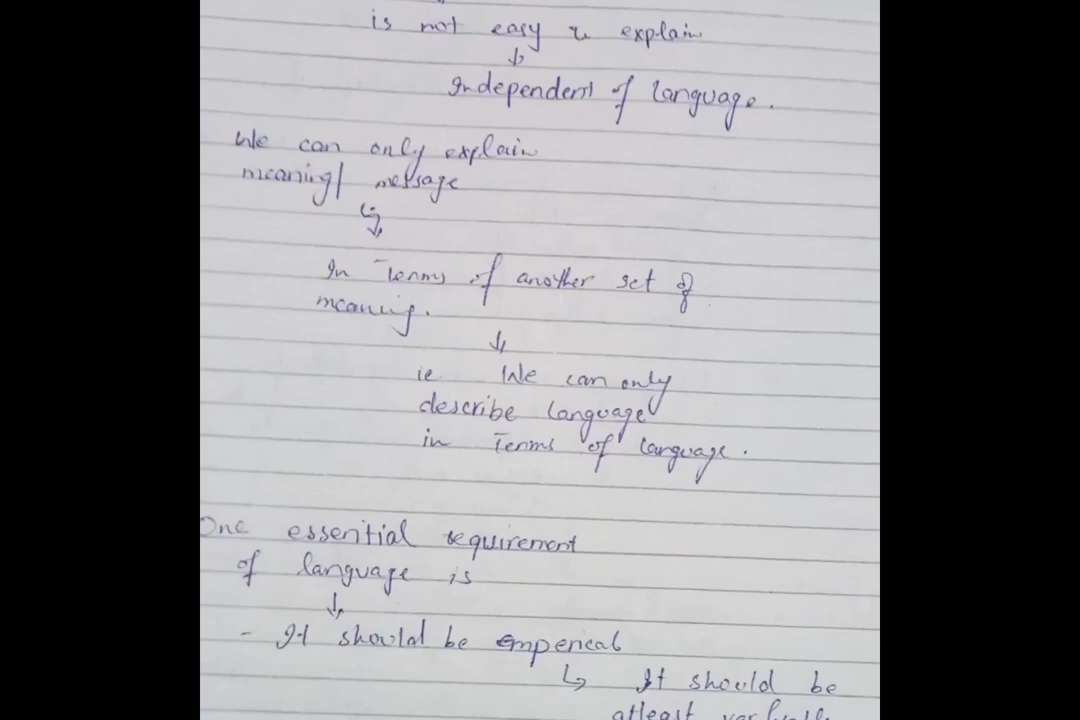 is not easy to explain
↓
Independent of language.
We can only explain
meaning/ message
↳
↓
In Terms of another set of
meaning.
↓
ie We can only
describe language
in Terms of language.
One essential requirement
of language is
↓
- It should be emperical
↳ It should be
atleast